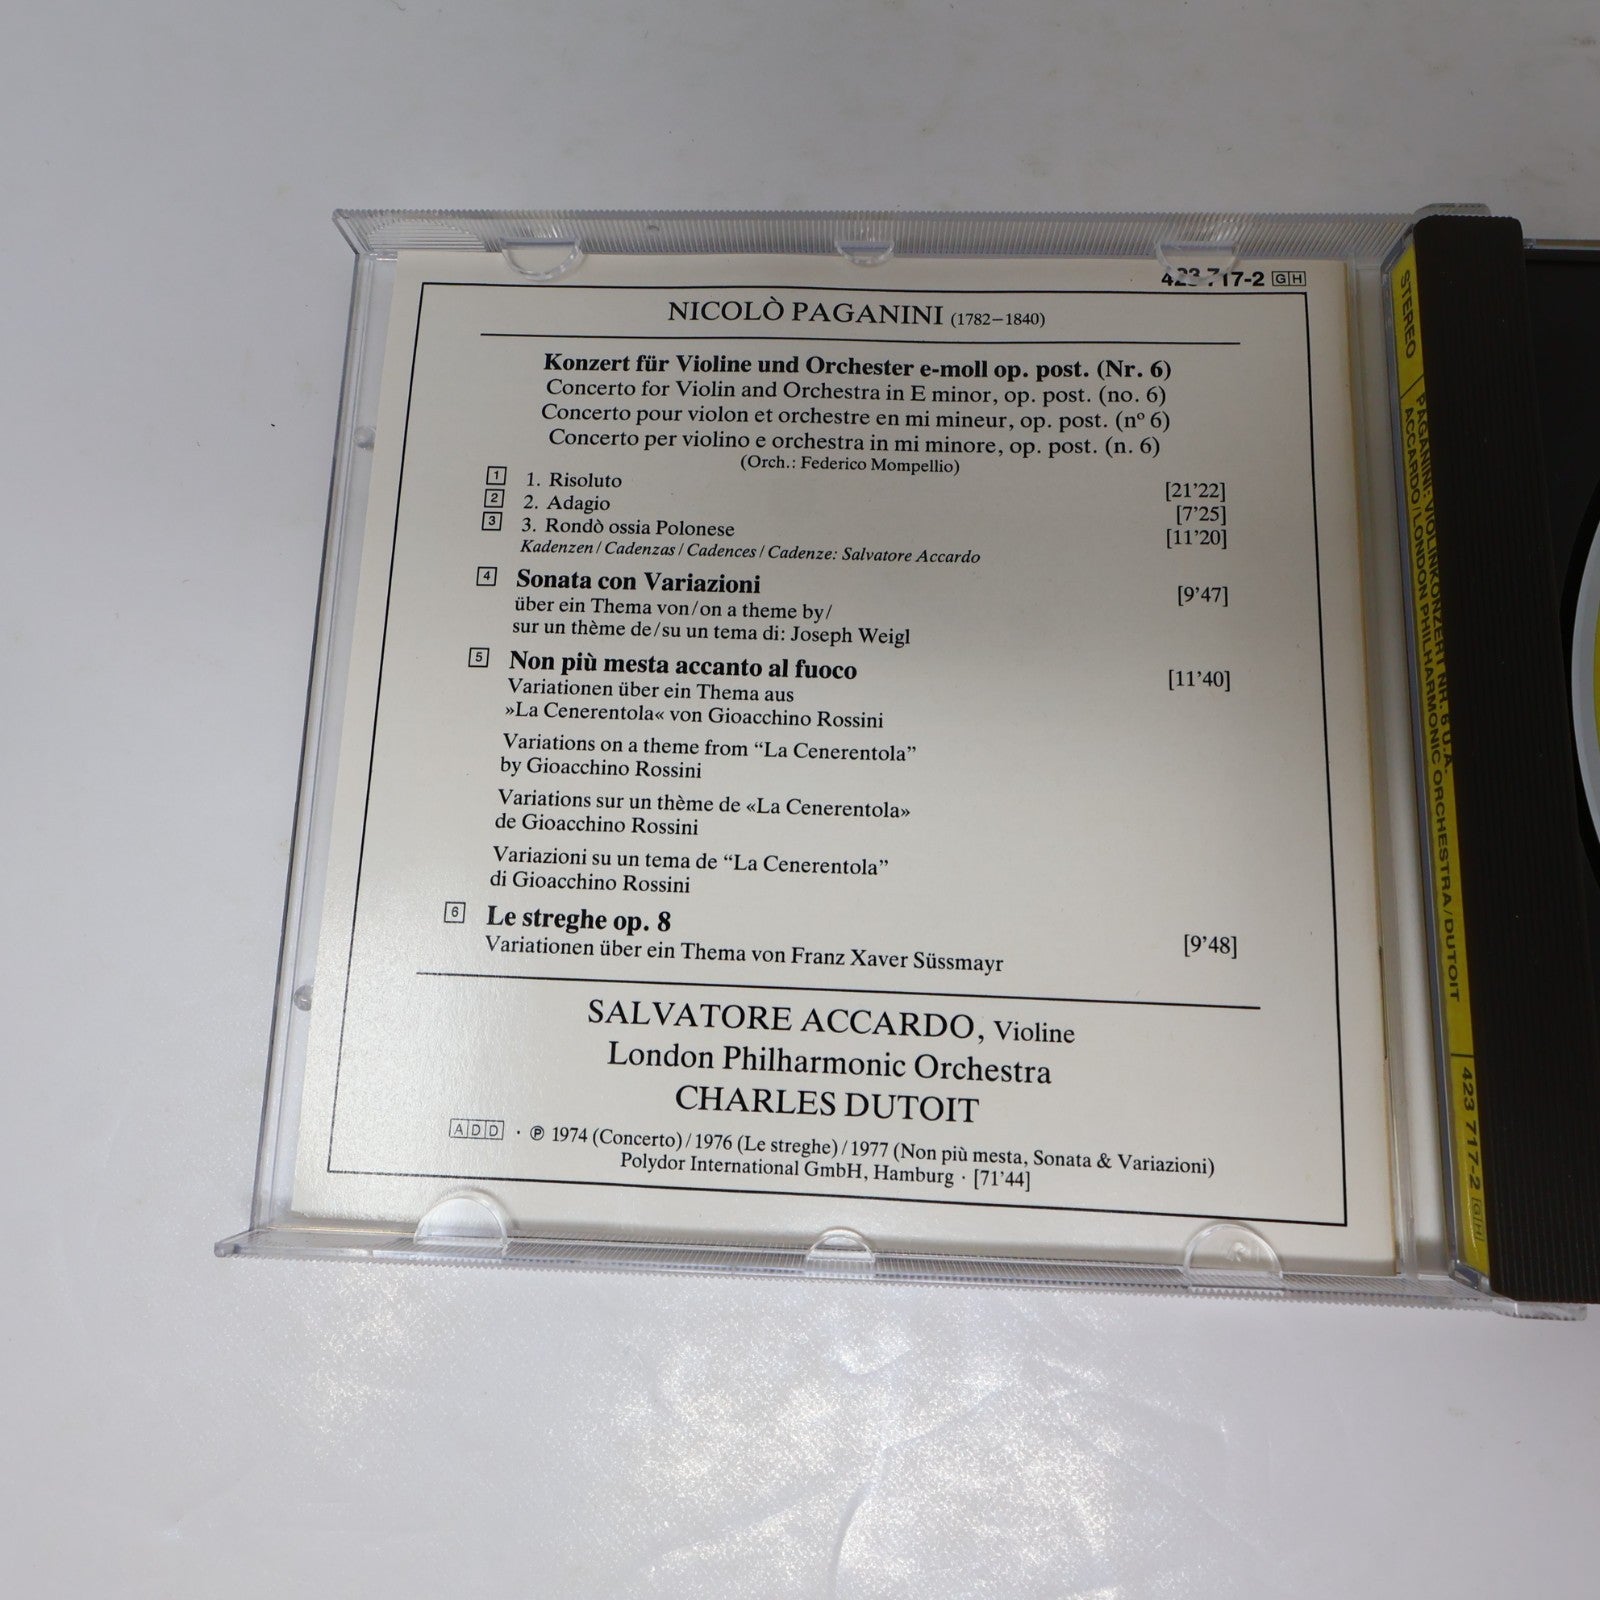 423 717-2 GH
NICOLÒ PAGANINI (1782–1840)
Konzert für Violine und Orchester e-moll op. post. (Nr. 6)
Concerto for Violin and Orchestra in E minor, op. post. (no. 6)
Concerto pour violon et orchestre en mi mineur, op. post. (nº 6)
Concerto per violino e orchestra in mi minore, op. post. (n. 6)
(Orch.: Federico Mompellio)
1 1. Risoluto [21’22]
2 2. Adagio [7’25]
3 3. Rondò ossia Polonese [11’20]
Kadenzen / Cadenzas / Cadences / Cadenze: Salvatore Accardo
4 Sonata con Variazioni [9’47]
über ein Thema von / on a theme by /
sur un thème de / su un tema di: Joseph Weigl
5 Non più mesta accanto al fuoco [11’40]
Variationen über ein Thema aus
»La Cenerentola« von Gioacchino Rossini
Variations on a theme from “La Cenerentola”
by Gioacchino Rossini
Variations sur un thème de «La Cenerentola»
de Gioacchino Rossini
Variazioni su un tema de “La Cenerentola”
di Gioacchino Rossini
6 Le streghe op. 8 [9’48]
Variationen über ein Thema von Franz Xaver Süssmayr
SALVATORE ACCARDO, Violine
London Philharmonic Orchestra
CHARLES DUTOIT
ADD · ℗ 1974 (Concerto) / 1976 (Le streghe) / 1977 (Non più mesta, Sonata & Variazioni)
Polydor International GmbH, Hamburg · [71’44]
STEREO
PAGANINI: VIOLINKONZERT NR. 6 U.A.
ACCARDO / LONDON PHILHARMONIC ORCHESTRA / DUTOIT
423 717-2 GH